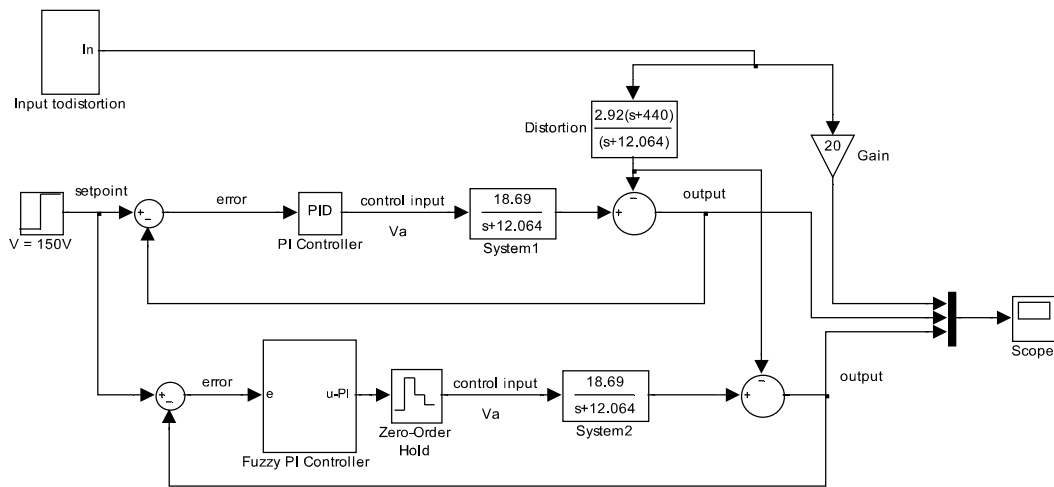 In
Input todistortion
2.92(s+440)
(s+12.064)
Distortion
20
Gain
setpoint
V = 150V
+
−
error
PID
PI Controller
control input
Va
18.69
s+12.064
System1
+
−
output
Scope
+
−
error
e
u-PI
Fuzzy PI Controller
Zero-Order
Hold
control input
Va
18.69
s+12.064
System2
+
−
output